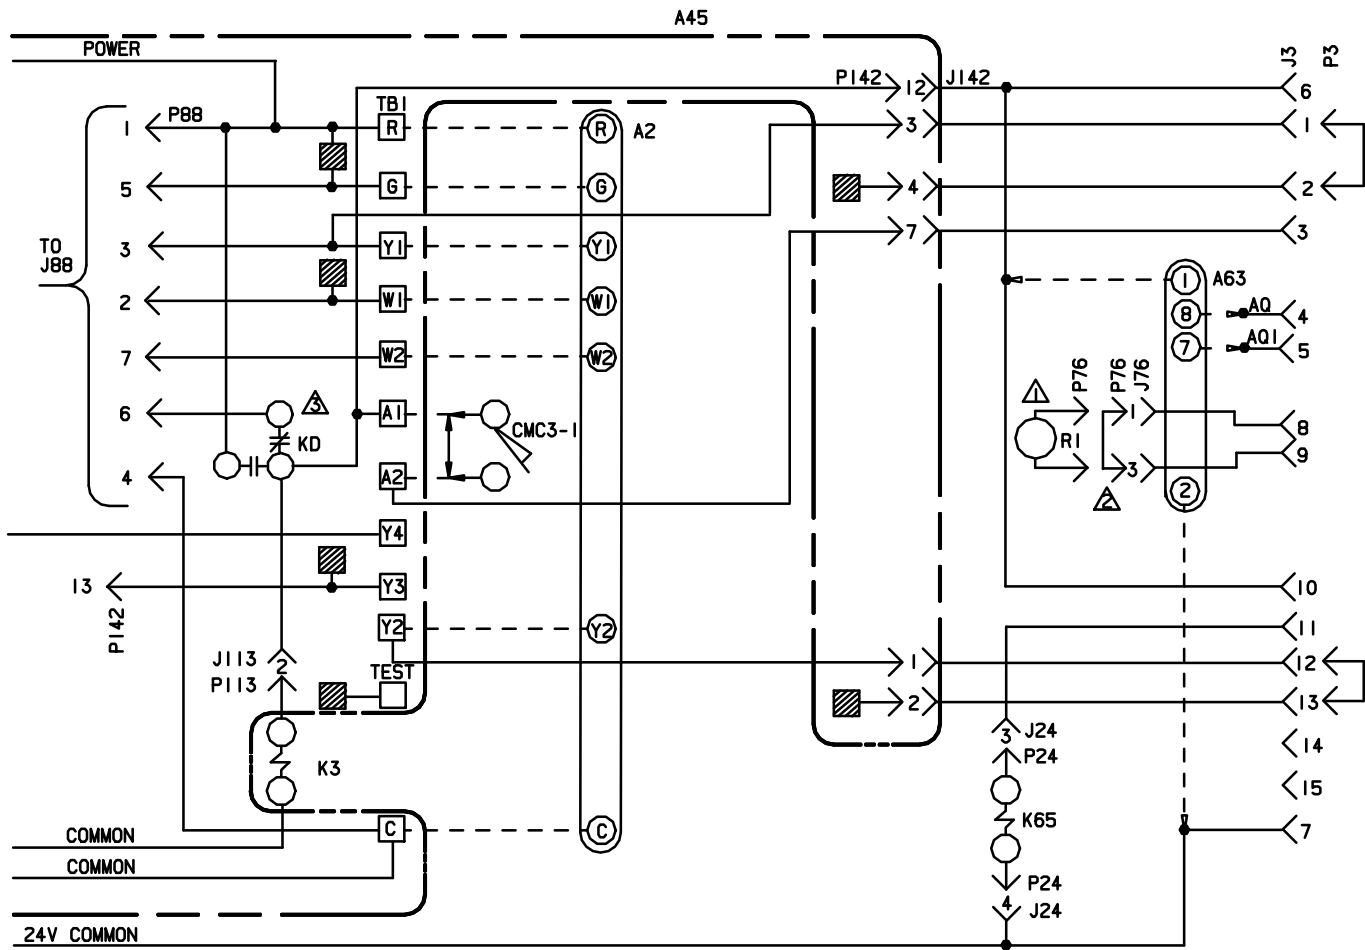 A45
POWER
P142
12
J142
J3
P3
6
TO
J88
1
P88
TB1
R
R
A2
3
1
5
G
G
4
2
3
Y1
Y1
7
3
2
W1
W1
1
A63
8
AQ
4
7
W2
W2
7
AQ1
5
6
3
KD
A1
CMC3-1
1
R1
P76
P76
J76
1
8
3
9
2
4
A2
2
Y4
13
P142
Y3
10
Y2
Y2
11
J113
2
P113
TEST
1
12
2
13
3
J24
P24
14
K3
15
K65
C
C
7
COMMON
COMMON
P24
4
J24
24V COMMON